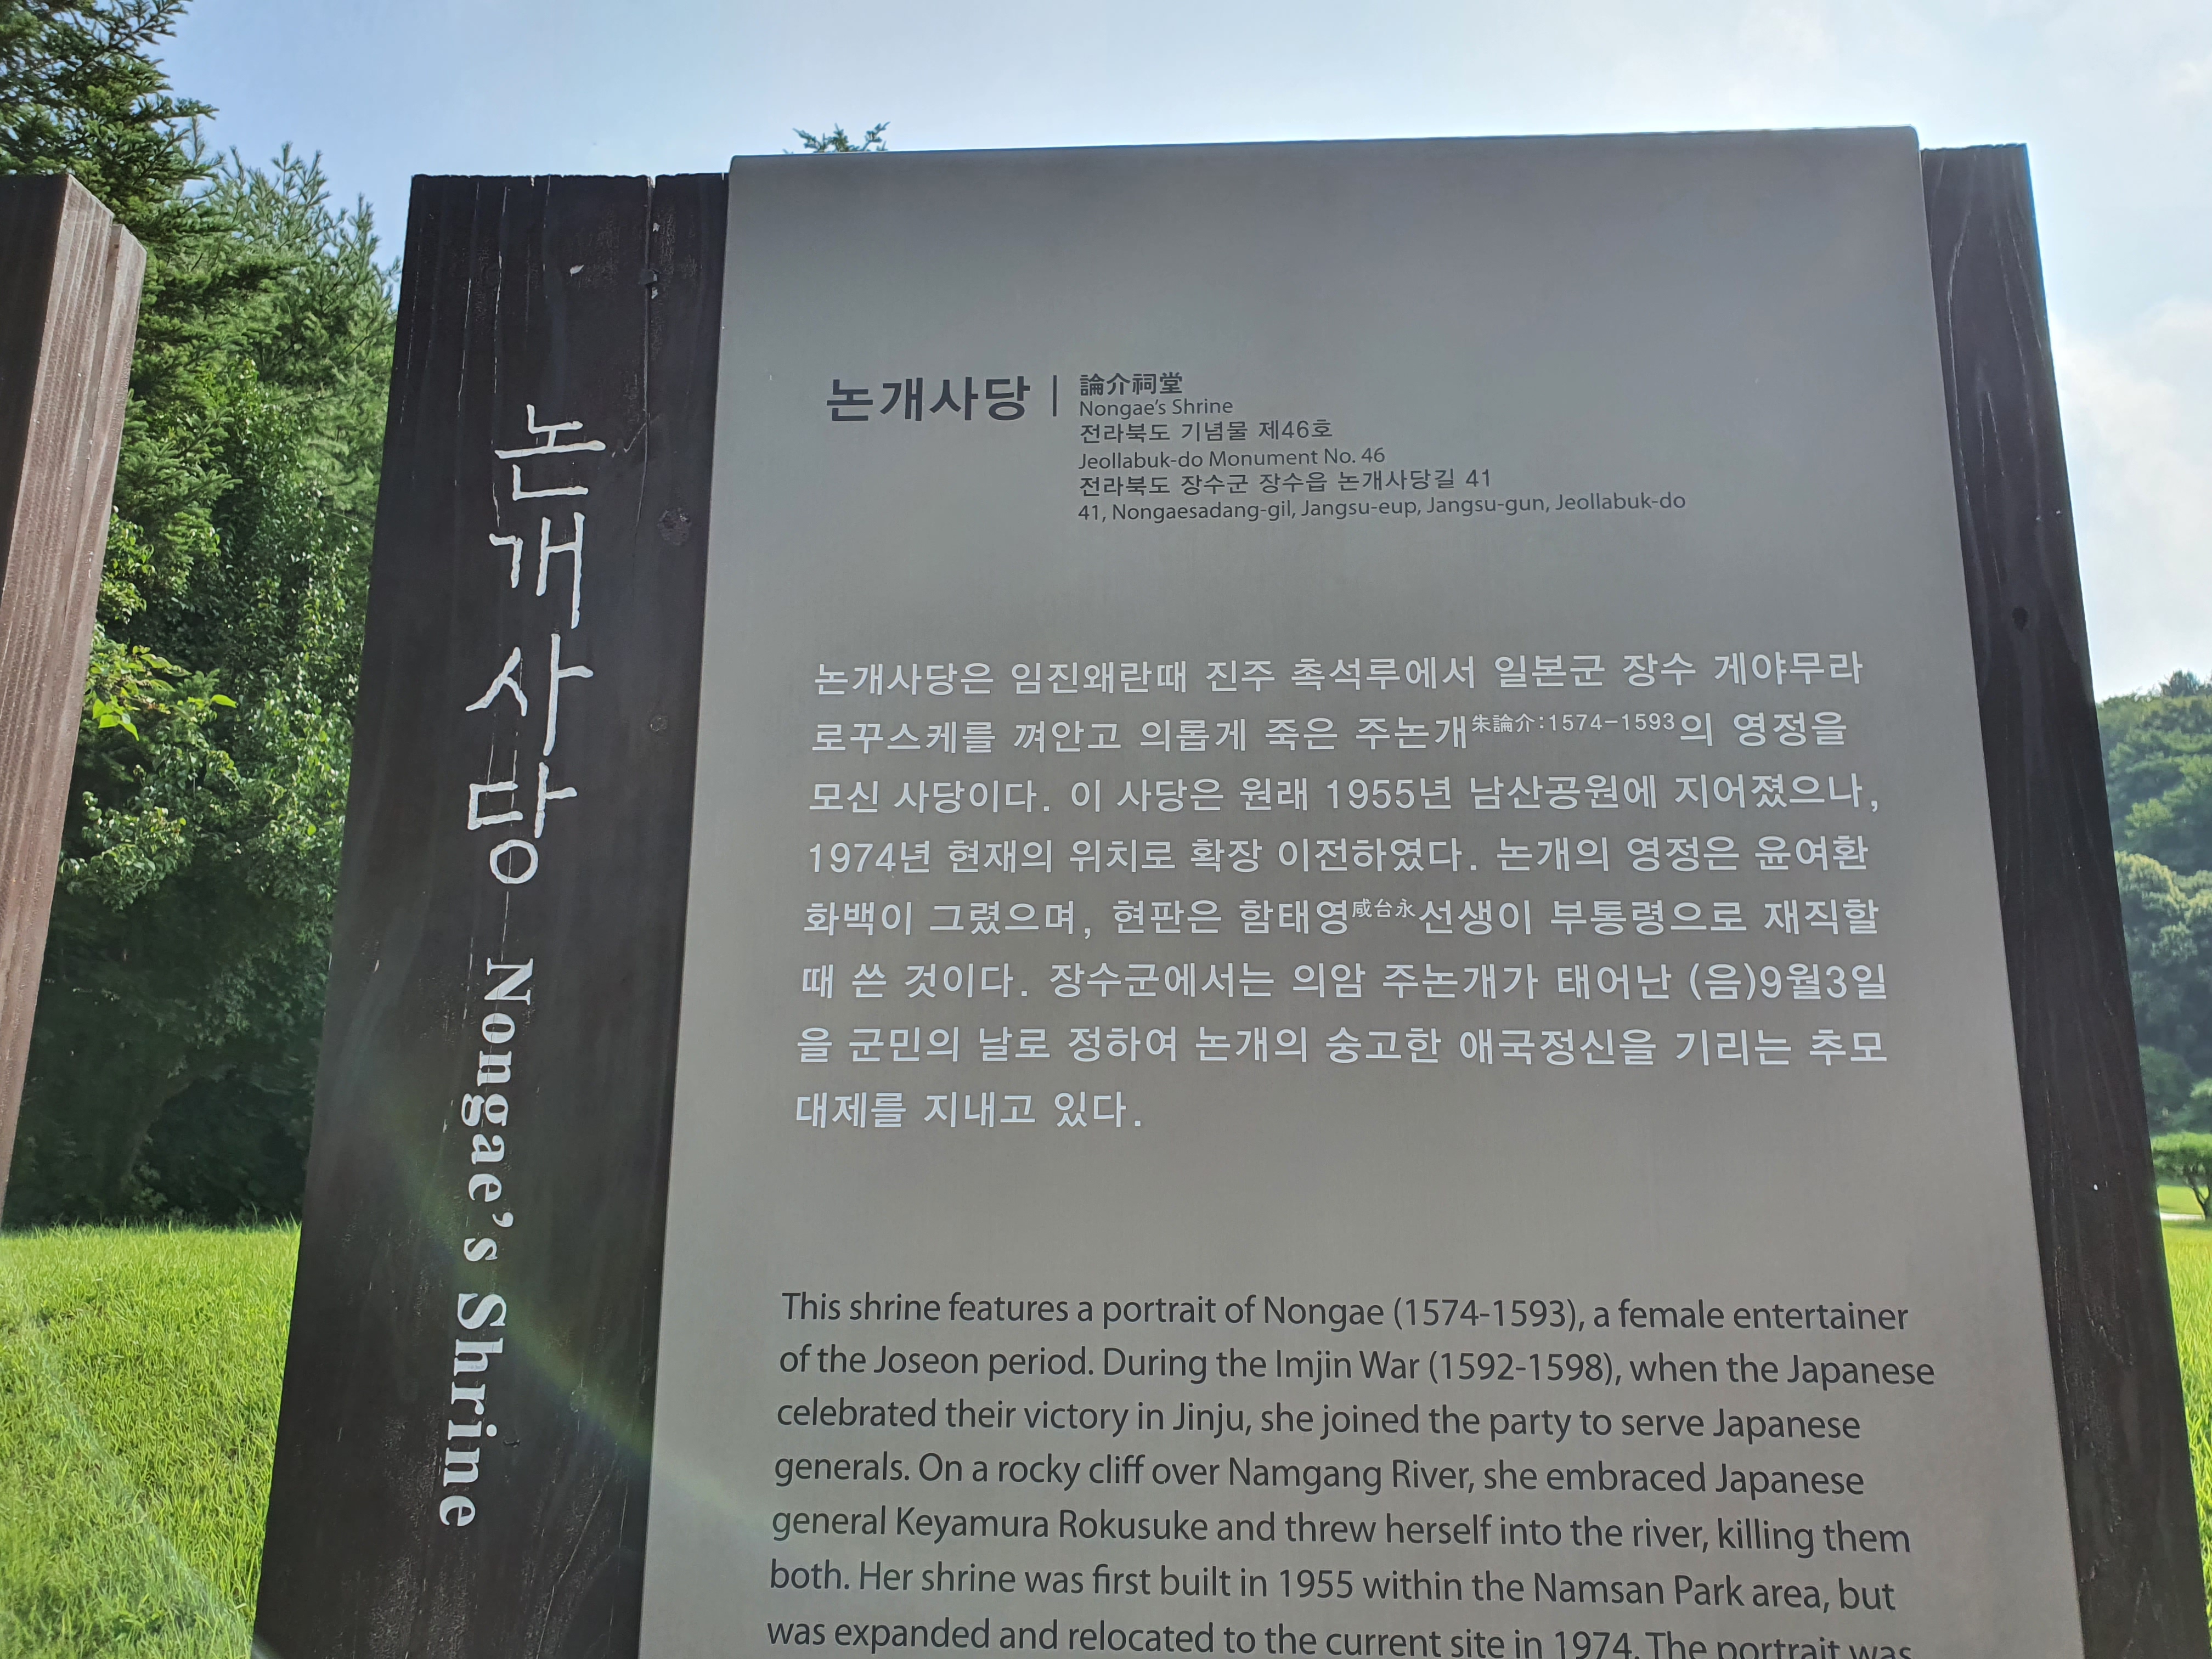 논개사당
Nongae's Shrine
논개사당
論介祠堂
Nongae's Shrine
전라북도 기념물 제46호
Jeollabuk-do Monument No. 46
전라북도 장수군 장수읍 논개사당길 41
41, Nongaesadang-gil, Jangsu-eup, Jangsu-gun, Jeollabuk-do
논개사당은 임진왜란때 진주 촉석루에서 일본군 장수 게야무라
로꾸스케를 껴안고 의롭게 죽은 주논개朱論介:1574-1593의 영정을
모신 사당이다. 이 사당은 원래 1955년 남산공원에 지어졌으나,
1974년 현재의 위치로 확장 이전하였다. 논개의 영정은 윤여환
화백이 그렸으며, 현판은 함태영咸台永선생이 부통령으로 재직할
때 쓴 것이다. 장수군에서는 의암 주논개가 태어난 (음)9월3일
을 군민의 날로 정하여 논개의 숭고한 애국정신을 기리는 추모
대제를 지내고 있다.
This shrine features a portrait of Nongae (1574-1593), a female entertainer
of the Joseon period. During the Imjin War (1592-1598), when the Japanese
celebrated their victory in Jinju, she joined the party to serve Japanese
generals. On a rocky cliff over Namgang River, she embraced Japanese
general Keyamura Rokusuke and threw herself into the river, killing them
both. Her shrine was first built in 1955 within the Namsan Park area, but
was expanded and relocated to the current site in 1974. The portrait was